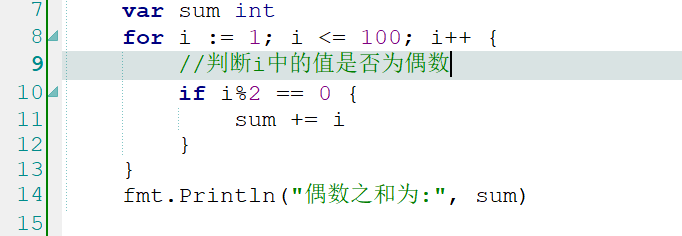 7 var sum int
8 for i := 1; i <= 100; i++ {
9 //判断i中的值是否为偶数
10 if i%2 == 0 {
11 sum += i
12 }
13 }
14 fmt.Println("偶数之和为:", sum)
15